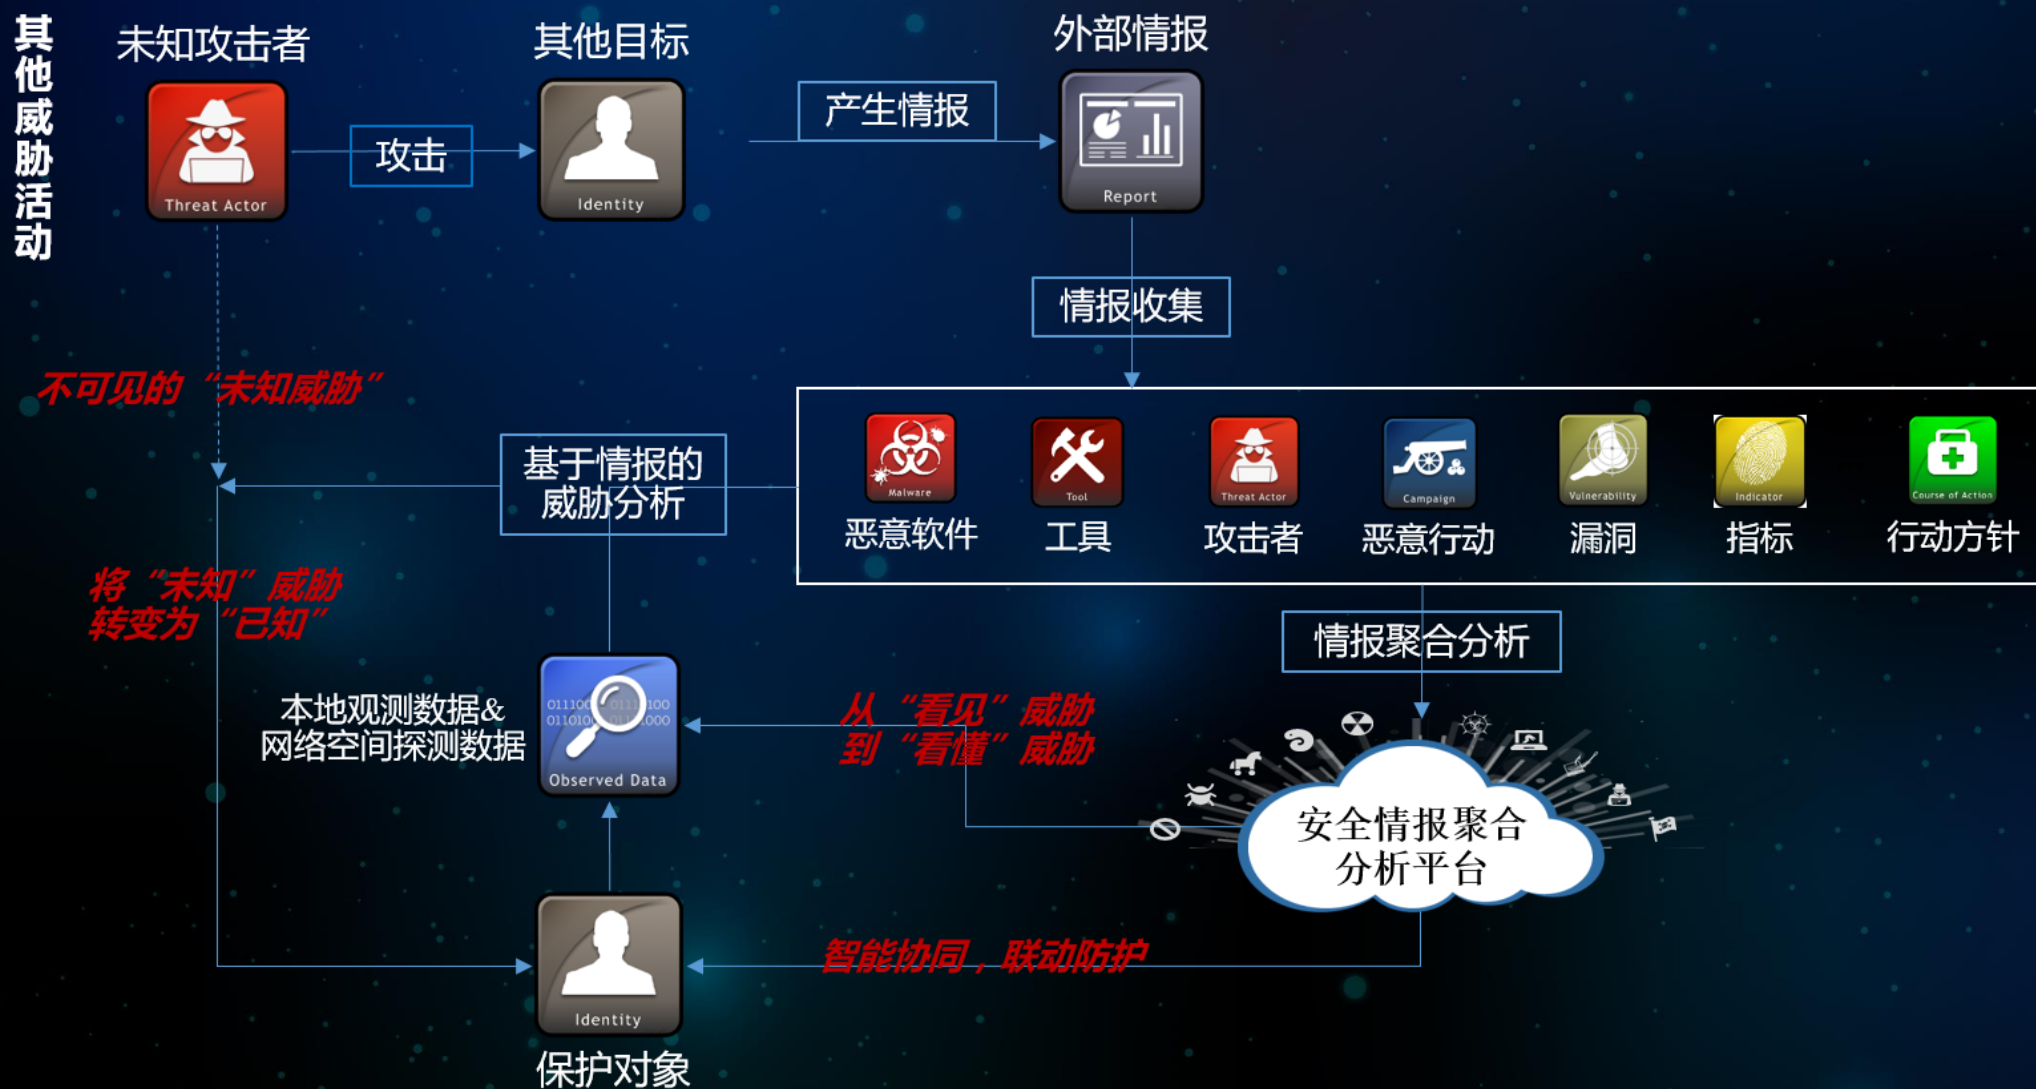 其他威胁活动
未知攻击者
其他目标
外部情报
Threat Actor
攻击
Identity
产生情报
Report
情报收集
不可见的“未知威胁”
基于情报的
威胁分析
Malware
Tool
Threat Actor
Campaign
Vulnerability
Indicator
Course of Action
恶意软件
工具
攻击者
恶意行动
漏洞
指标
行动方针
将“未知”威胁
转变为“已知”
情报聚合分析
本地观测数据&
网络空间探测数据
Observed Data
从“看见”威胁
到“看懂”威胁
安全情报聚合
分析平台
智能协同，联动防护
Identity
保护对象